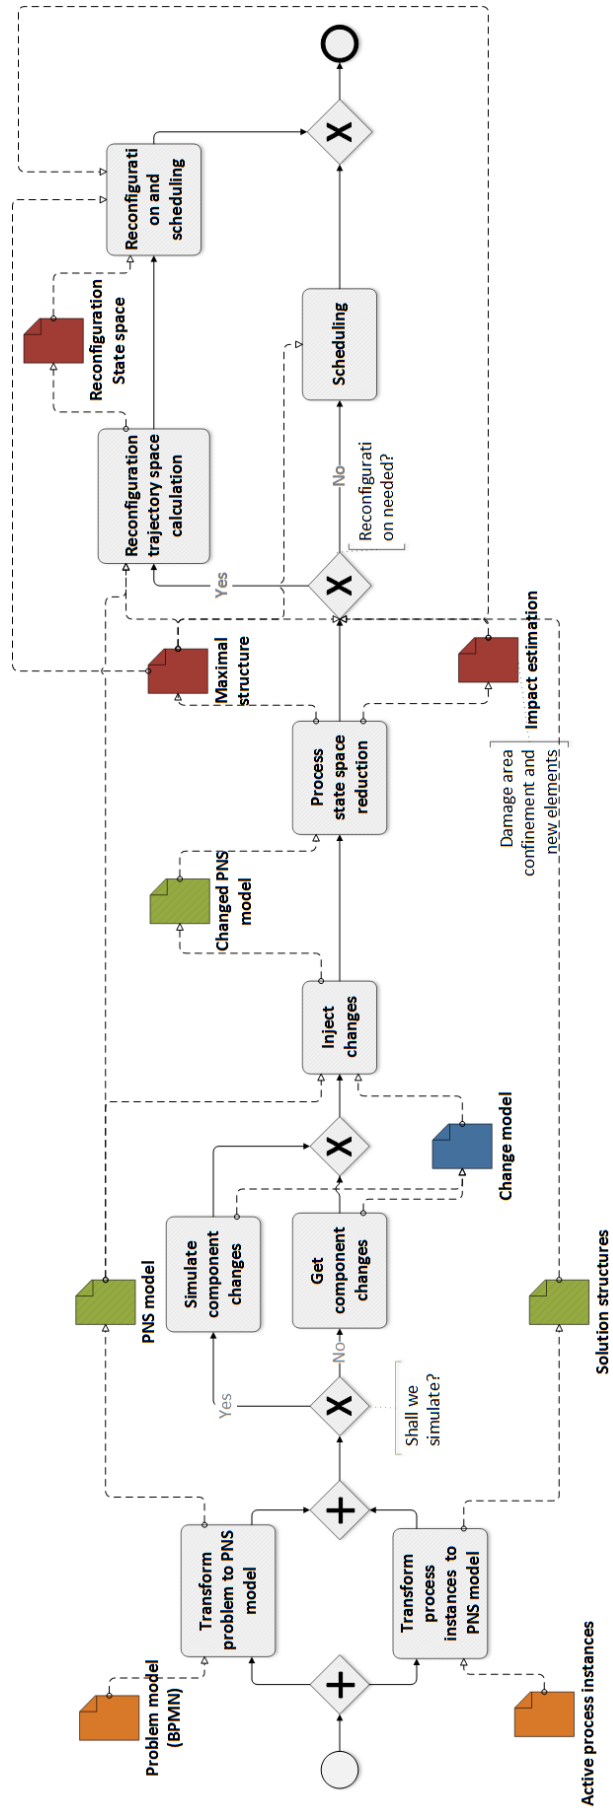 Problem model
(BPMN)
Active process instances
Transform
problem to PNS
model
Transform
process
instances to
PNS model
PNS model
Solution structures
Shall we
simulate?
Yes
No
Simulate
component
changes
Get
component
changes
Change model
Inject
changes
Changed PNS
model
Process
state space
reduction
Maximal
structure
Impact estimation
Damage area
confinement and
new elements
Yes
No
Reconfigurati
on needed?
Reconfiguration
trajectory space
calculation
Reconfiguration
State space
Scheduling
Reconfigurati
on and
scheduling